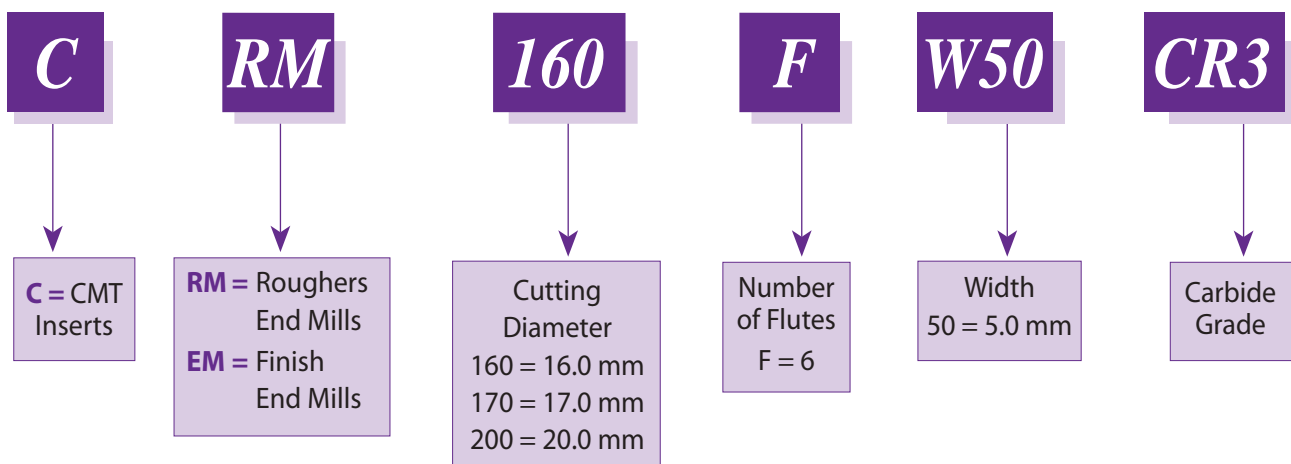 C RM 160 F W50 CR3
C = CMT
Inserts
RM = Roughers
End Mills
EM = Finish
End Mills
Cutting
Diameter
160 = 16.0 mm
170 = 17.0 mm
200 = 20.0 mm
Number
of Flutes
F = 6
Width
50 = 5.0 mm
Carbide
Grade